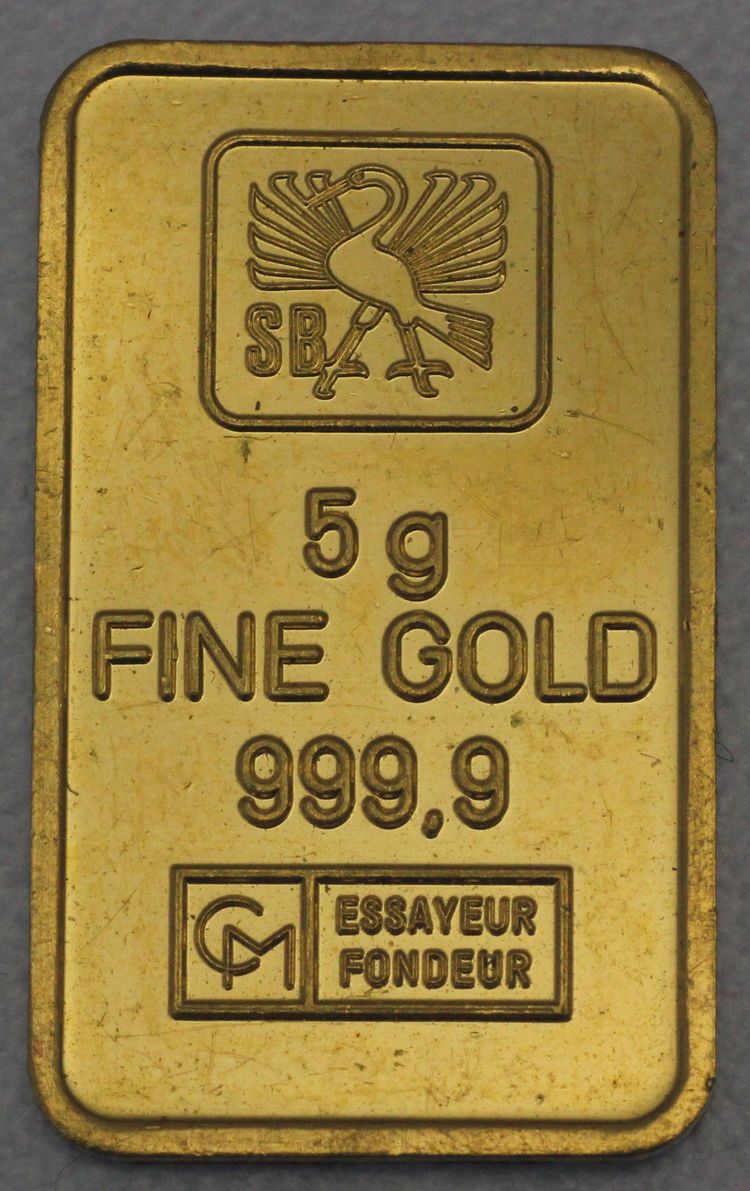 SB
5 g
FINE GOLD
999,9
CM
ESSAYEUR
FONDEUR